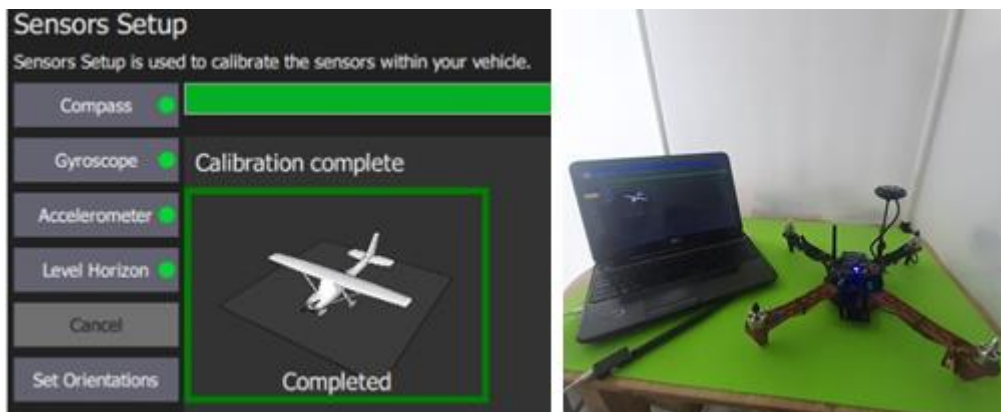 Sensors Setup
Sensors Setup is used to calibrate the sensors within your vehicle.
Compass
Gyroscope
Calibration complete
Accelerometer
Level Horizon
Cancel
Set Orientations
Completed